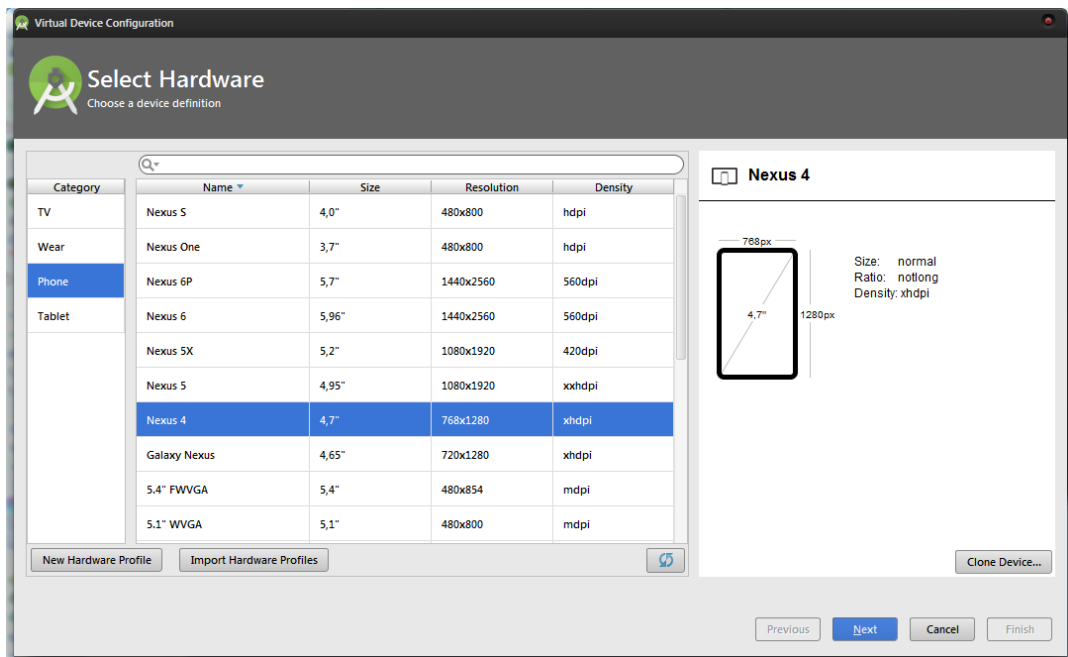 Virtual Device Configuration
Select Hardware
Choose a device definition
Category
TV
Wear
Phone
Tablet
Name Size Resolution Density
Nexus S 4,0" 480x800 hdpi
Nexus One 3,7" 480x800 hdpi
Nexus 6P 5,7" 1440x2560 560dpi
Nexus 6 5,96" 1440x2560 560dpi
Nexus 5X 5,2" 1080x1920 420dpi
Nexus 5 4,95" 1080x1920 xxhdpi
Nexus 4 4,7" 768x1280 xhdpi
Galaxy Nexus 4,65" 720x1280 xhdpi
5.4" FWVGA 5,4" 480x854 mdpi
5.1" WVGA 5,1" 480x800 mdpi
New Hardware Profile Import Hardware Profiles
Nexus 4
768px
4,7" 1280px
Size: normal
Ratio: notlong
Density: xhdpi
Clone Device...
Previous Next Cancel Finish